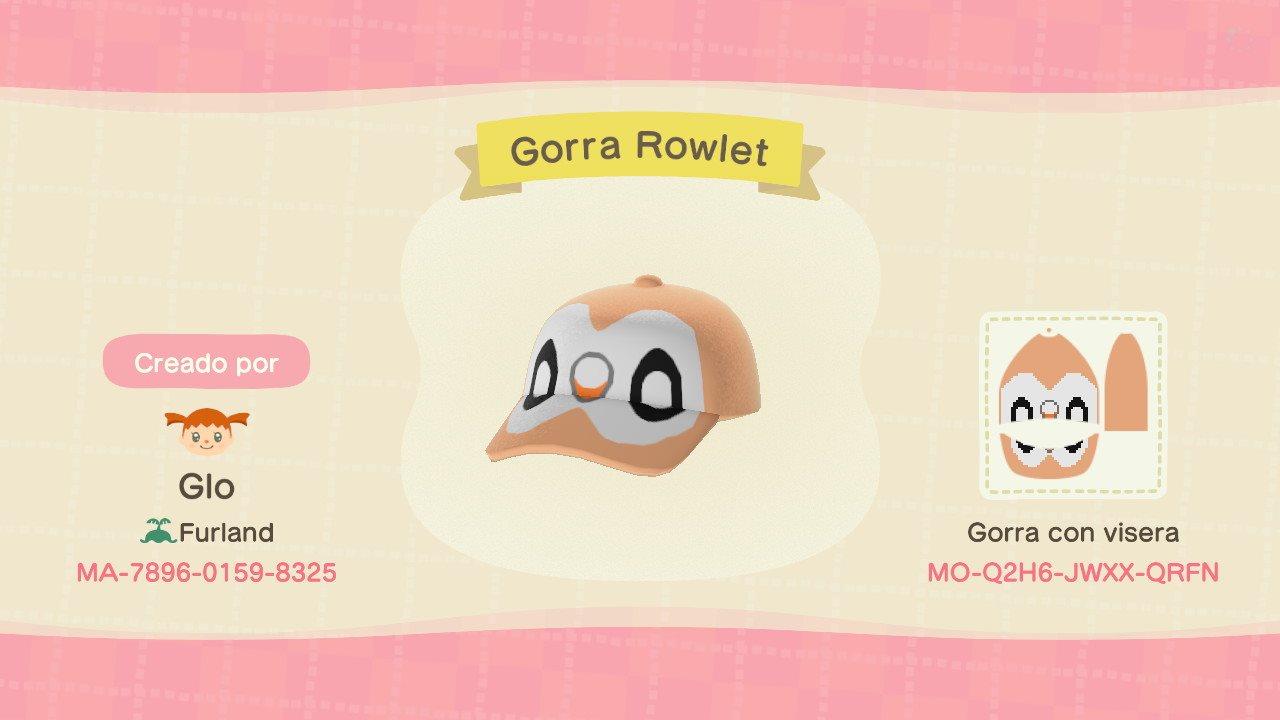 Gorra Rowlet
Creado por
Glo
Furland
MA-7896-0159-8325
Gorra con visera
MO-Q2H6-JWXX-QRFN